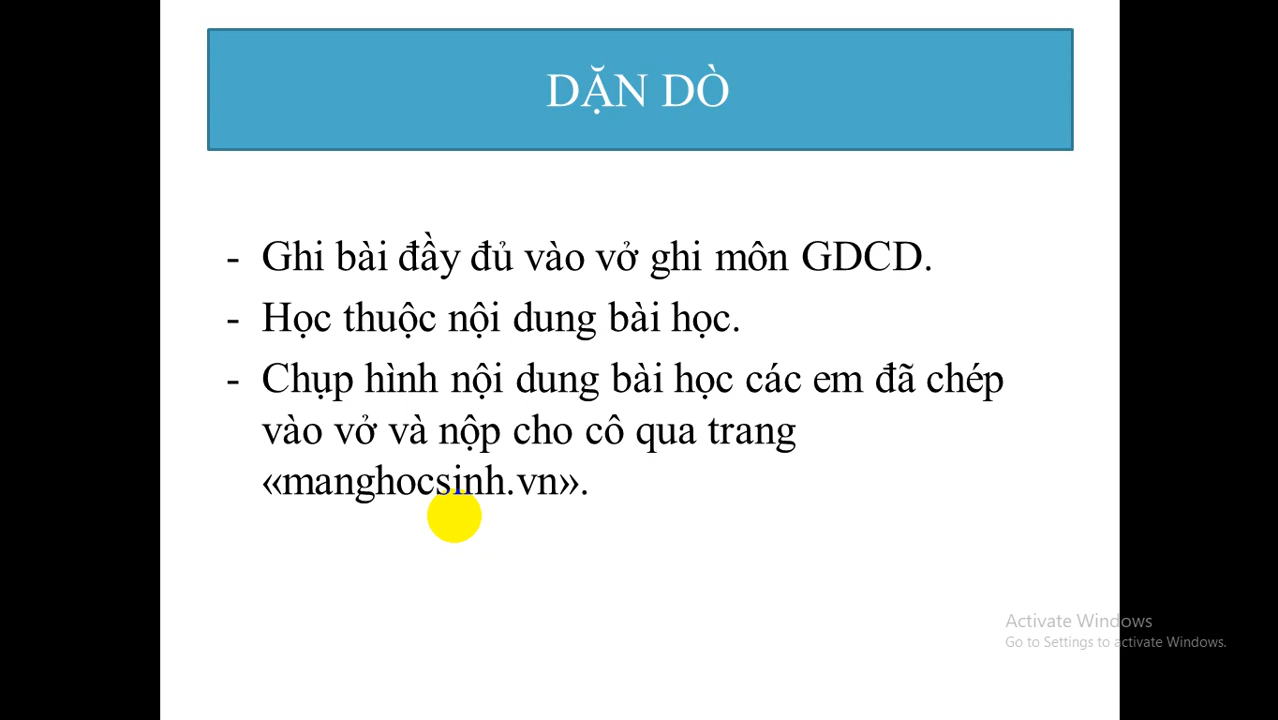 DẶN DÒ
- Ghi bài đầy đủ vào vở ghi môn GDCD.
- Học thuộc nội dung bài học.
- Chụp hình nội dung bài học các em đã chép
vào vở và nộp cho cô qua trang
«manghocsinh.vn».
Activate Windows
Go to Settings to activate Windows.